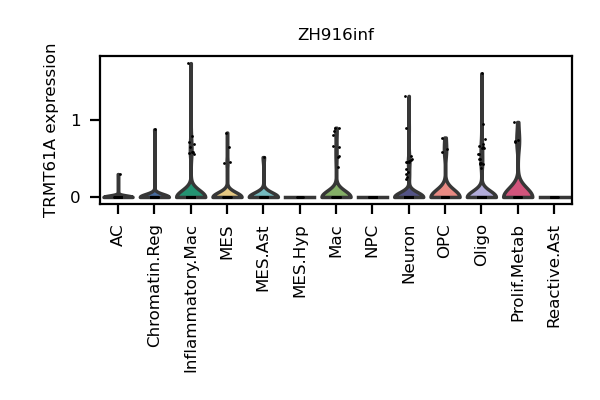 ZH916inf
TRMT61A expression
1
0
AC
Chromatin.Reg
Inflammatory.Mac
MES
MES.Ast
MES.Hyp
Mac
NPC
Neuron
OPC
Oligo
Prolif.Metab
Reactive.Ast